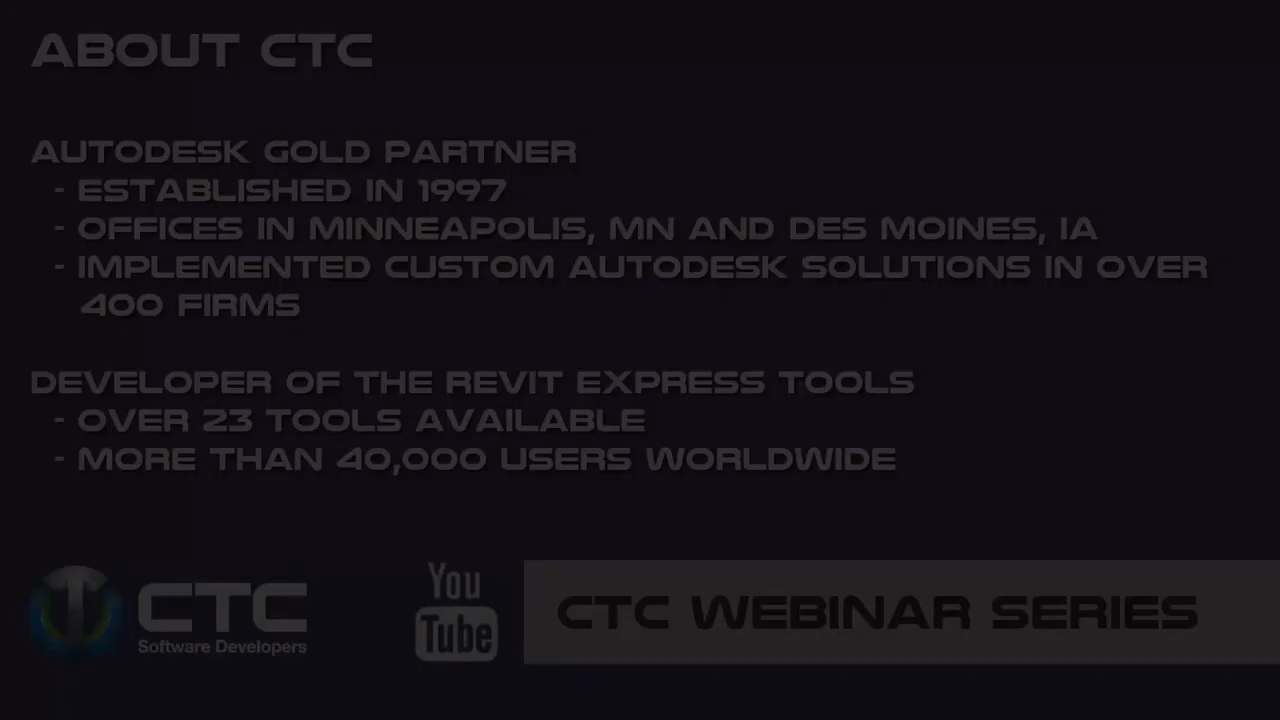 ABOUT CTC
AUTODESK GOLD PARTNER
- ESTABLISHED IN 1997
- OFFICES IN MINNEAPOLIS, MN AND DES MOINES, IA
- IMPLEMENTED CUSTOM AUTODESK SOLUTIONS IN OVER
400 FIRMS
DEVELOPER OF THE REVIT EXPRESS TOOLS
- OVER 23 TOOLS AVAILABLE
- MORE THAN 40,000 USERS WORLDWIDE
CTC
Software Developers
You
Tube
CTC WEBINAR SERIES